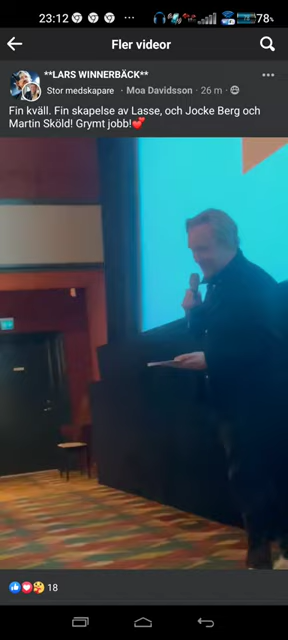 23:12 ... 78%
Fler videor
**LARS WINNERBÄCK**
Stor medskapare · Moa Davidsson · 26 m ·
Fin kväll. Fin skapelse av Lasse, och Jocke Berg och
Martin Sköld! Grymt jobb!💕
18